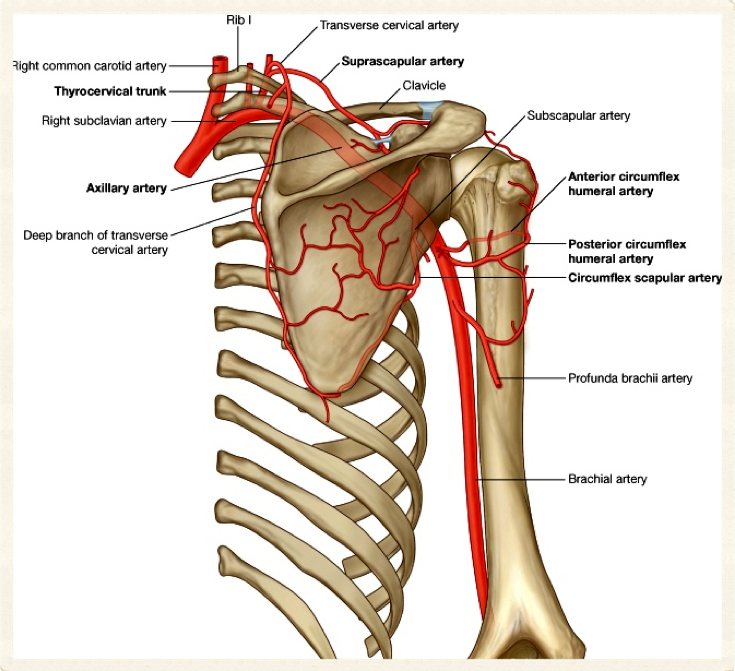 Rib I
Transverse cervical artery
Right common carotid artery
Suprascapular artery
Thyrocervical trunk
Clavicle
Right subclavian artery
Subscapular artery
Axillary artery
Anterior circumflex
humeral artery
Deep branch of transverse
cervical artery
Posterior circumflex
humeral artery
Circumflex scapular artery
Profunda brachii artery
Brachial artery